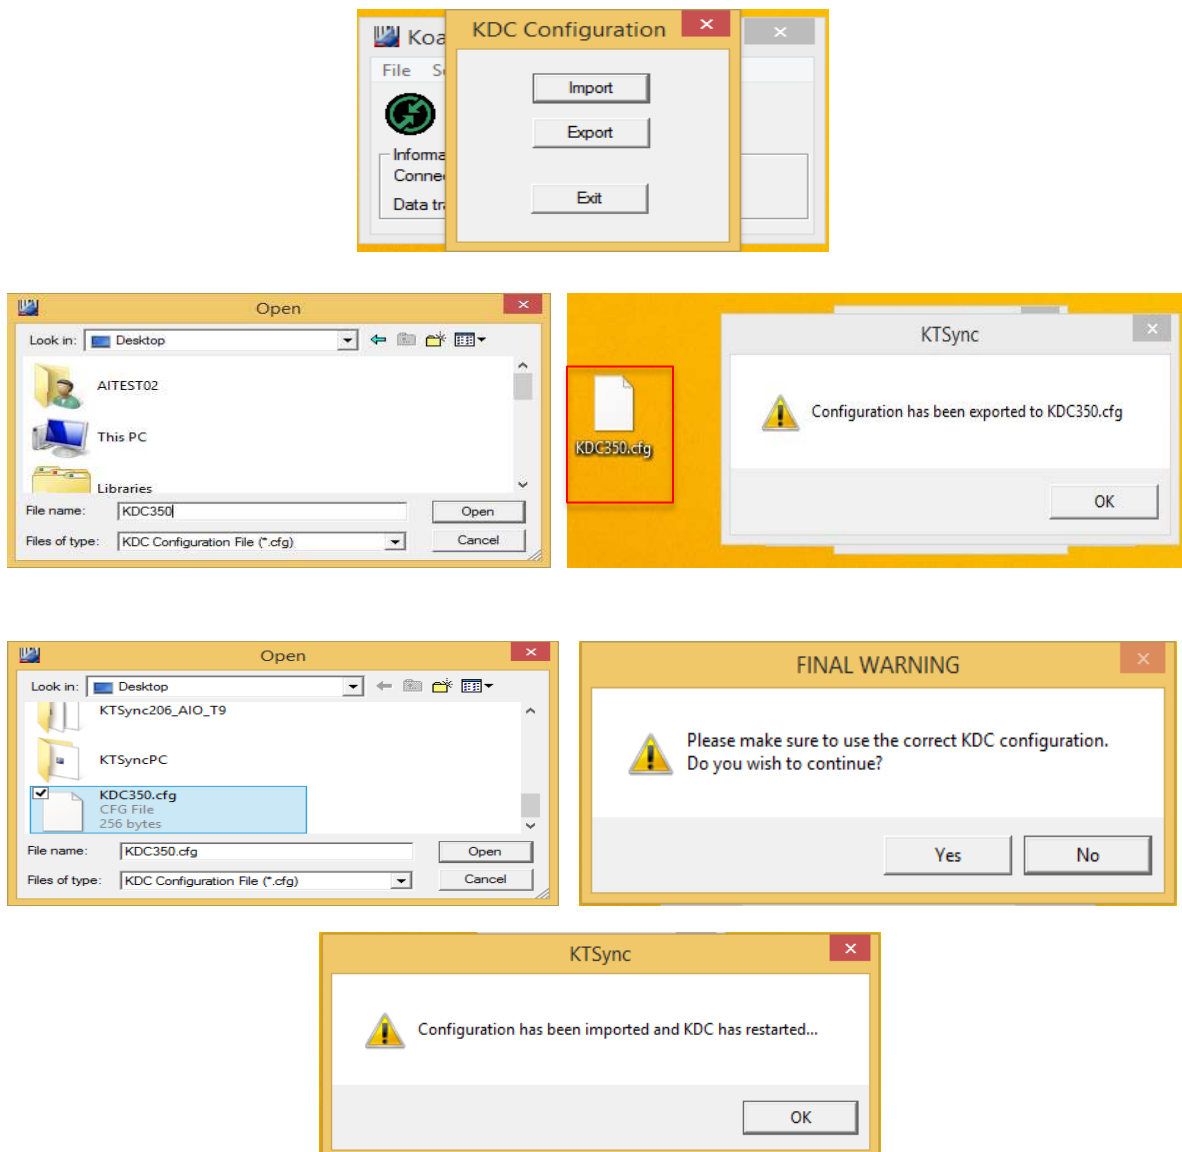 KDC Configuration
Koa
File S
Import
Export
Informa
Connec
Data tra
Exit
Open
Look in: Desktop
AITEST02
This PC
Libraries
File name: KDC350
Open
Files of type: KDC Configuration File (*.cfg)
Cancel
KDC350.cfg
KTSync
Configuration has been exported to KDC350.cfg
OK
Open
Look in: Desktop
KTSync206_AIO_T9
KTSyncPC
KDC350.cfg
CFG File
256 bytes
File name: KDC350.cfg
Open
Files of type: KDC Configuration File (*.cfg)
Cancel
FINAL WARNING
Please make sure to use the correct KDC configuration.
Do you wish to continue?
Yes
No
KTSync
Configuration has been imported and KDC has restarted...
OK